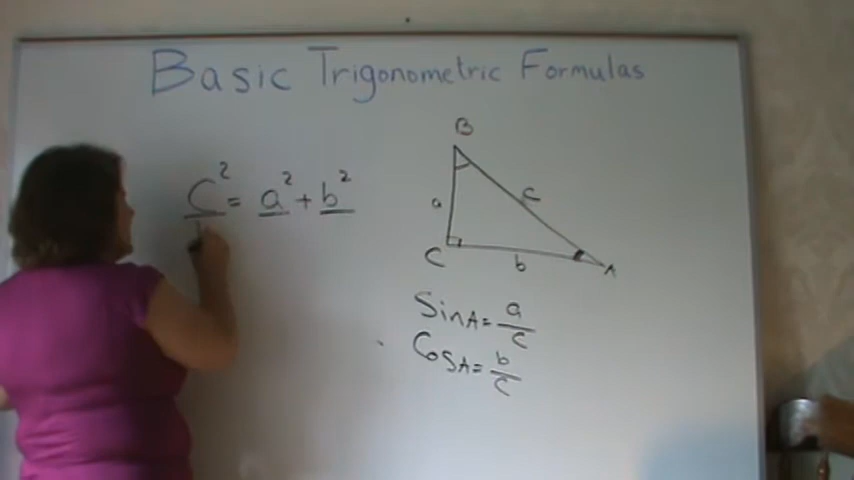 Basic Trigonometric Formulas
C² = a² + b²
B
a
c
C
b
A
SinA = a/c
CosA = b/c